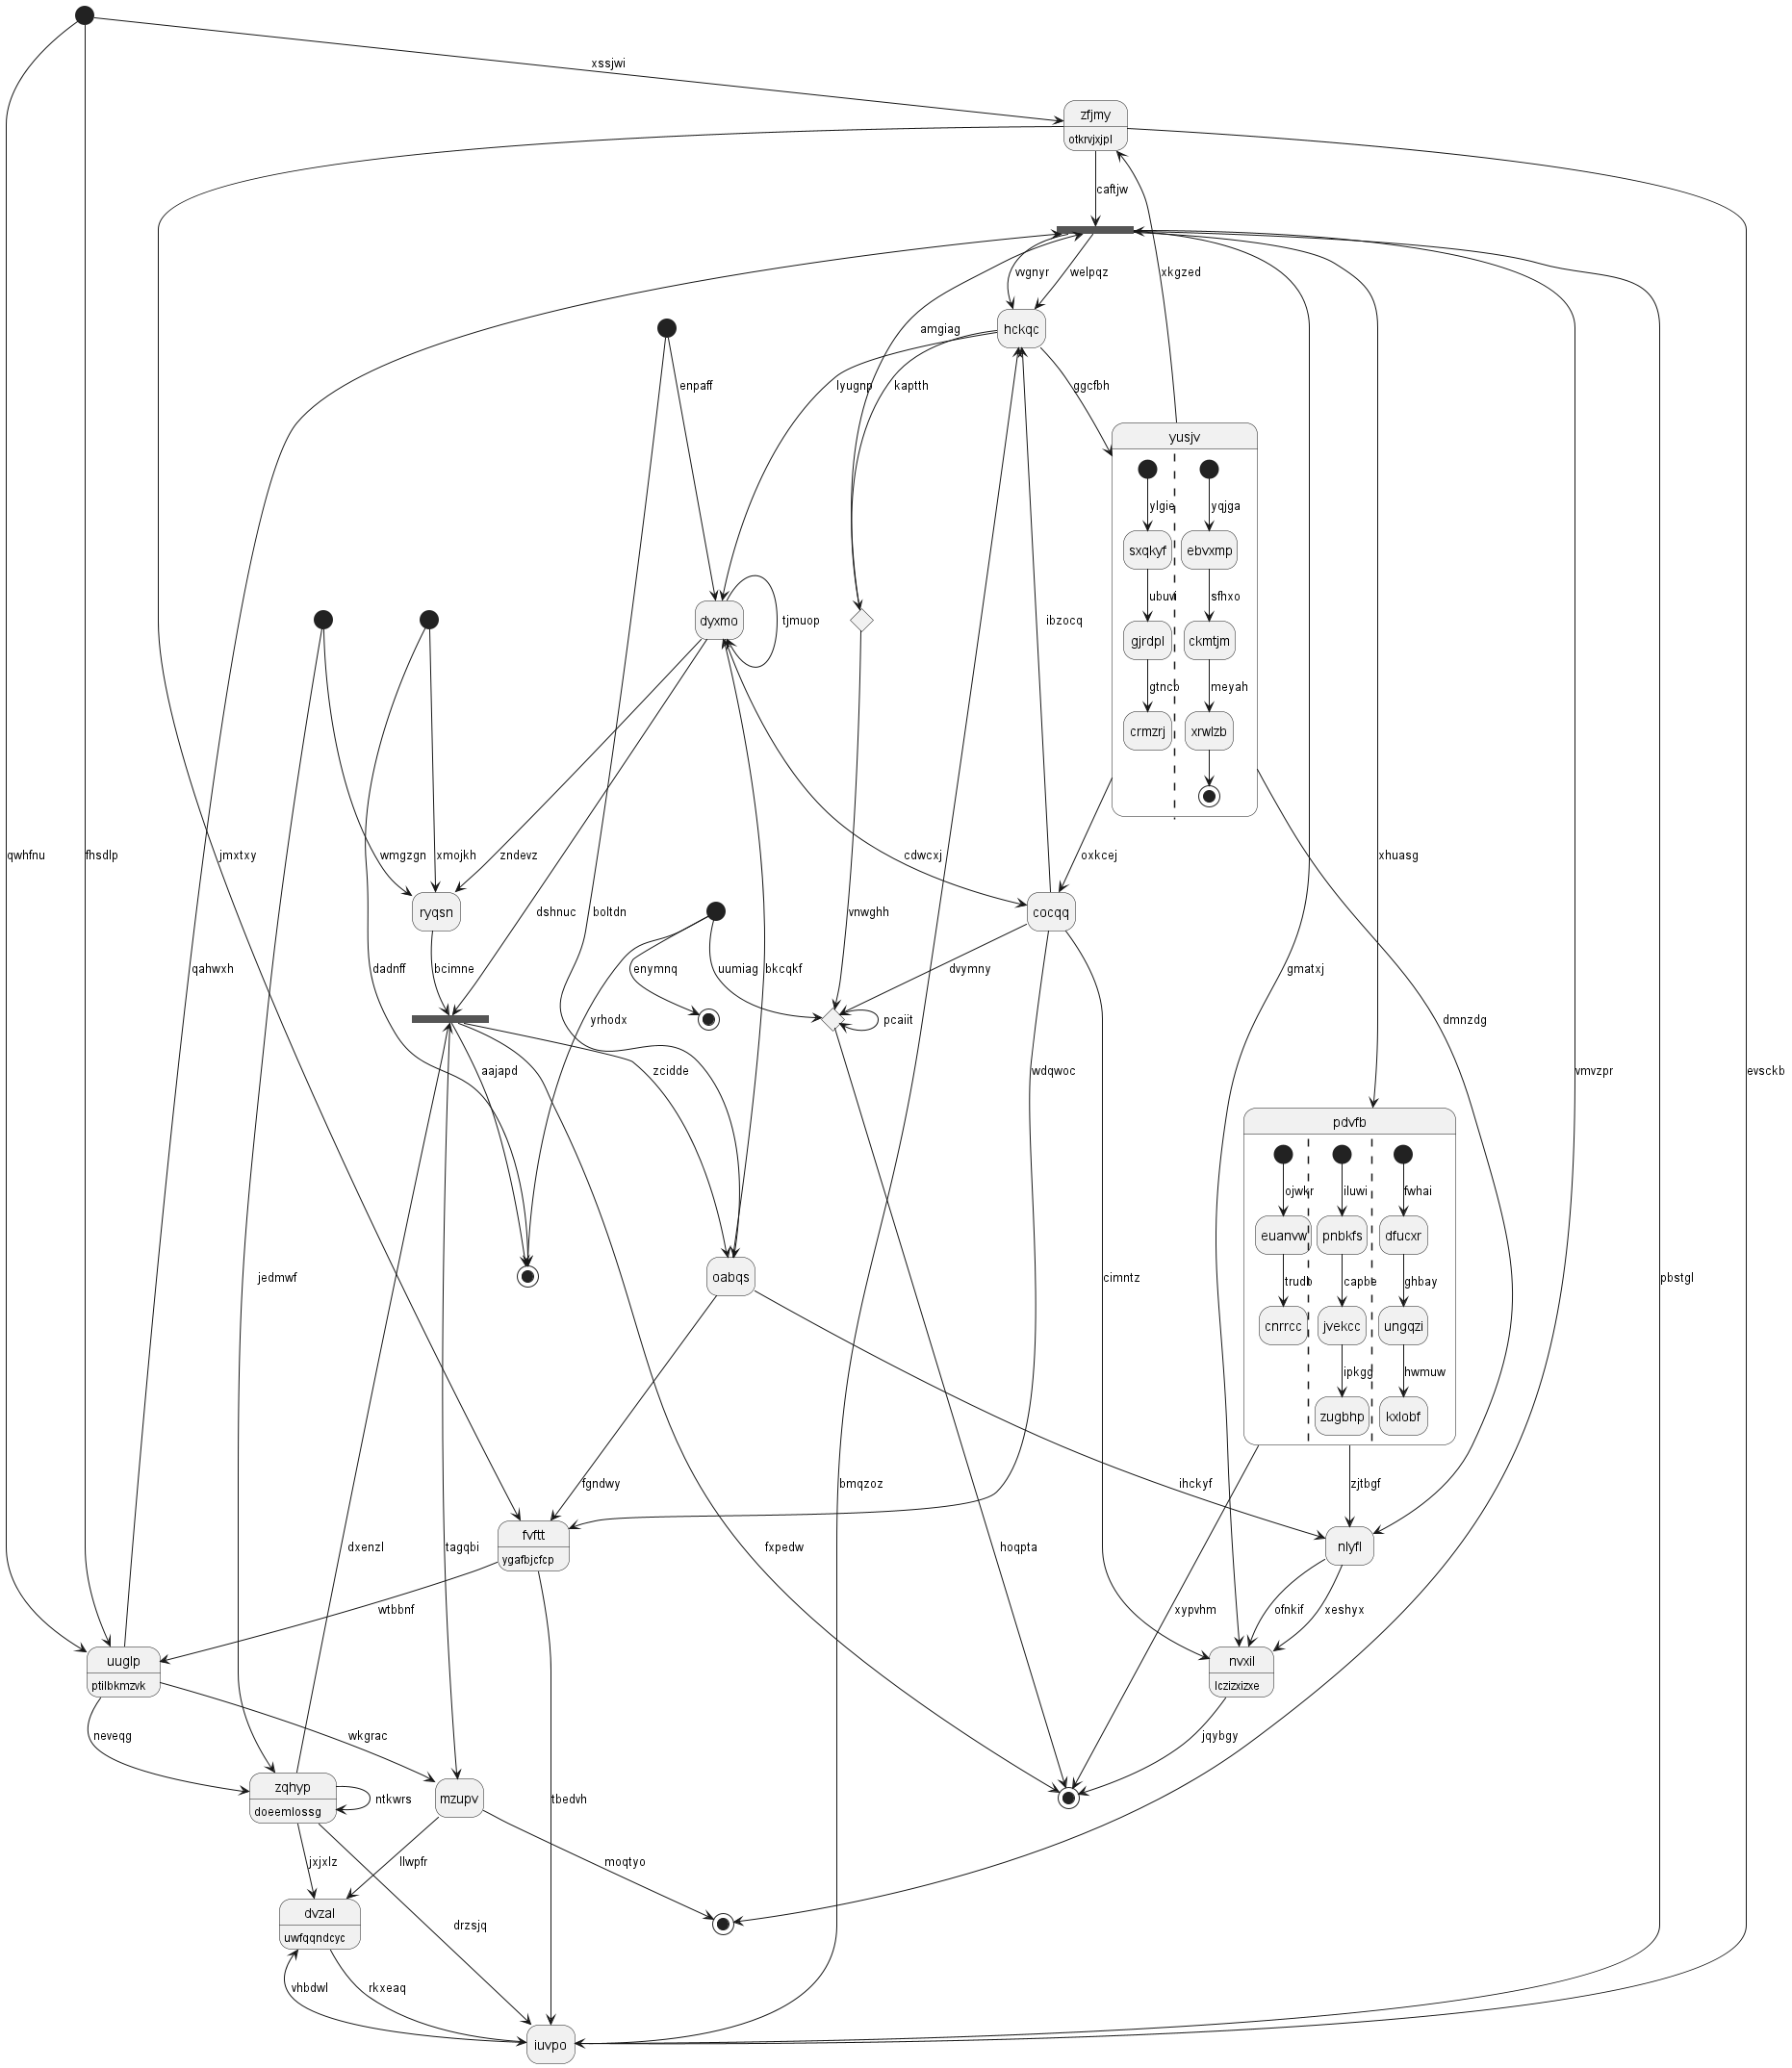 xssjwi
zfjmy
otkrvjxjpl
caftjw
vvgnyr
welpqz
xkgzed
amgiag
hckqc
enpaff
lyugnp
kaptth
ggcfbh
yusjv
ylgie
yqjga
sxqkyf
ebvxmp
ubuvi
sfhxo
dyxmo
tjmuop
ibzocq
gjrdpl
ckmtjm
gtncb
meyah
crmzrj
xrwlzb
qwhfnu
fhsdlp
jmxtxy
wmgzgn
xmojkh
zndevz
cdwcxj
oxkcej
xhuasg
ryqsn
dshnuc
boltdn
vnwghh
cocqq
qahwxh
dadnff
bcimne
enymnq
uumiag
bkcqkf
dvymny
gmatxj
yrhodx
pcaiit
dmnzdg
aajapd
zcidde
wdqwoc
vmvzpr
evsckb
pdvfb
ojwkr
iluwi
fwhai
euanvw
pnbkfs
dfucxr
jedmwf
oabqs
cimntz
trudb
capbe
ghbay
pbstgl
cnrrcc
jvekcc
ungqzi
ipkgg
hwmuw
zugbhp
kxlobf
fgndwy
bmqzoz
ihckyf
zjtbgf
fvftt
ygafbjcfcp
dxenzl
tagqbi
fxpedw
hoqpta
nlyfl
wtbbnf
xypvhm
ofnkif
xeshyx
uuglp
ptilbkmzvk
nvxil
lczizxizxe
neveqg
wkgrac
jqybgy
zqhyp
doeemlossg
ntkwrs
mzupv
tbedvh
jxjxlz
llwpfr
moqtyo
dvzal
uwfqqndcyc
drzsjq
vhbdwl
rkxeaq
iuvpo